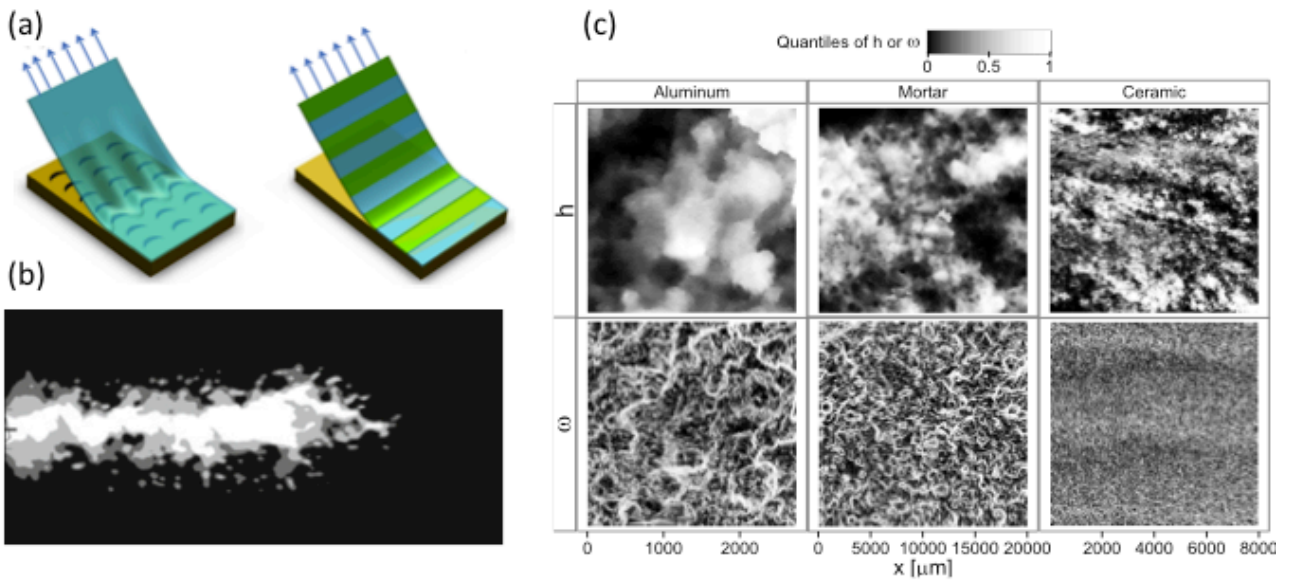 (a)
(b)
(c)
Quantiles of h or ω
0 0.5 1
Aluminum Mortar Ceramic
h
ω
0 1000 2000 0 5000 10000 15000 20000 2000 4000 6000 8000
x [μm]